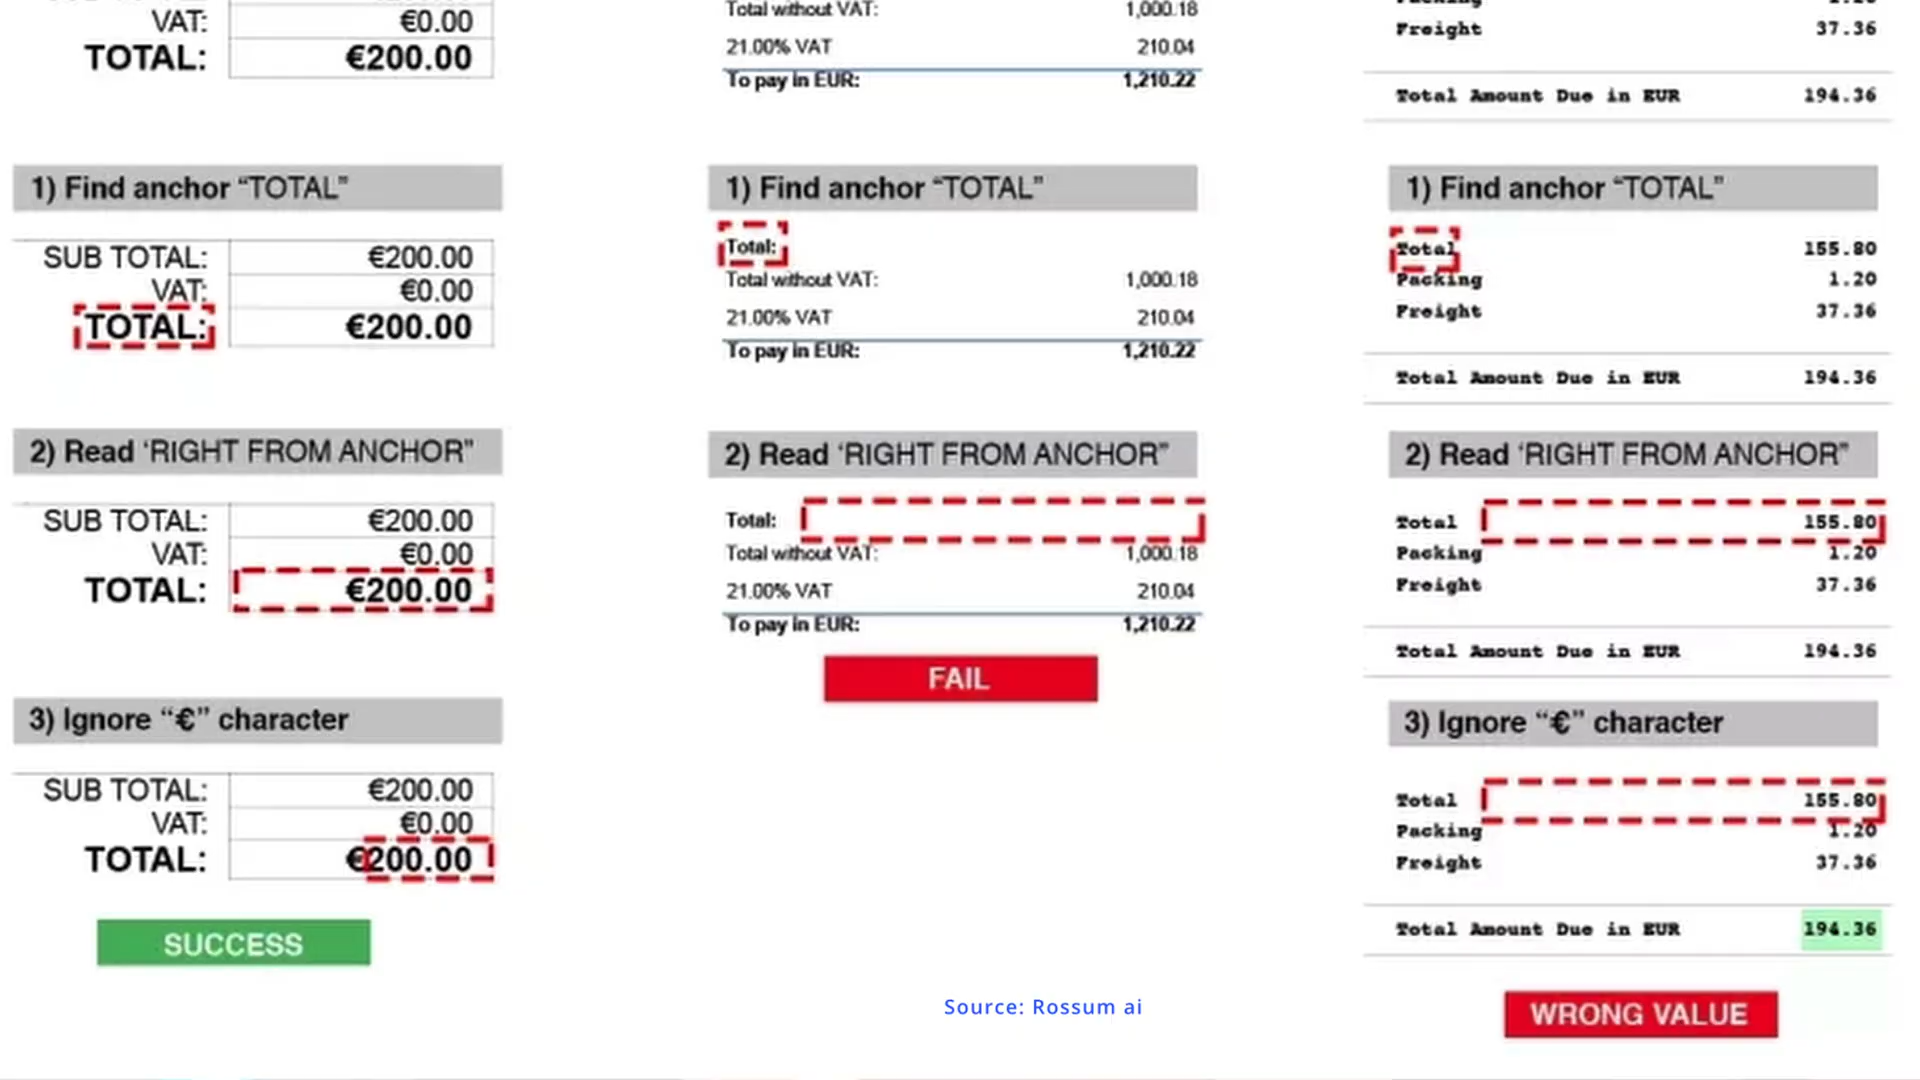 VAT: €0.00
TOTAL: €200.00
1) Find anchor “TOTAL”
SUB TOTAL: €200.00
VAT: €0.00
TOTAL: €200.00
2) Read ‘RIGHT FROM ANCHOR”
SUB TOTAL: €200.00
VAT: €0.00
TOTAL: €200.00
3) Ignore “€” character
SUB TOTAL: €200.00
VAT: €0.00
TOTAL: €200.00
SUCCESS
Total without VAT: 1,000.18
21.00% VAT 210.04
To pay in EUR: 1,210.22
1) Find anchor “TOTAL”
Total:
Total without VAT: 1,000.18
21.00% VAT 210.04
To pay in EUR: 1,210.22
2) Read ‘RIGHT FROM ANCHOR”
Total:
Total without VAT: 1,000.18
21.00% VAT 210.04
To pay in EUR: 1,210.22
FAIL
Source: Rossum ai
Packing 1.20
Freight 37.36
Total Amount Due in EUR 194.36
1) Find anchor “TOTAL”
Total 155.80
Packing 1.20
Freight 37.36
Total Amount Due in EUR 194.36
2) Read ‘RIGHT FROM ANCHOR”
Total 155.80
Packing 1.20
Freight 37.36
Total Amount Due in EUR 194.36
3) Ignore “€” character
Total 155.80
Packing 1.20
Freight 37.36
Total Amount Due in EUR 194.36
WRONG VALUE